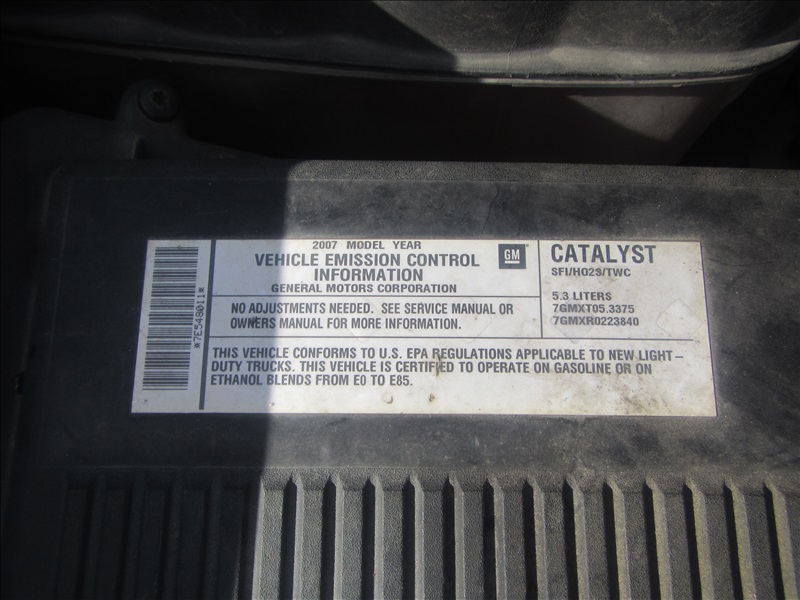 *7E548011*
2007 MODEL YEAR
VEHICLE EMISSION CONTROL
INFORMATION
GENERAL MOTORS CORPORATION
GM
CATALYST
SFI/HO2S/TWC
5.3 LITERS
7GMXT05.3375
7GMXR0223840
NO ADJUSTMENTS NEEDED. SEE SERVICE MANUAL OR
OWNERS MANUAL FOR MORE INFORMATION.
THIS VEHICLE CONFORMS TO U.S. EPA REGULATIONS APPLICABLE TO NEW LIGHT-
DUTY TRUCKS. THIS VEHICLE IS CERTIFIED TO OPERATE ON GASOLINE OR ON
ETHANOL BLENDS FROM E0 TO E85.